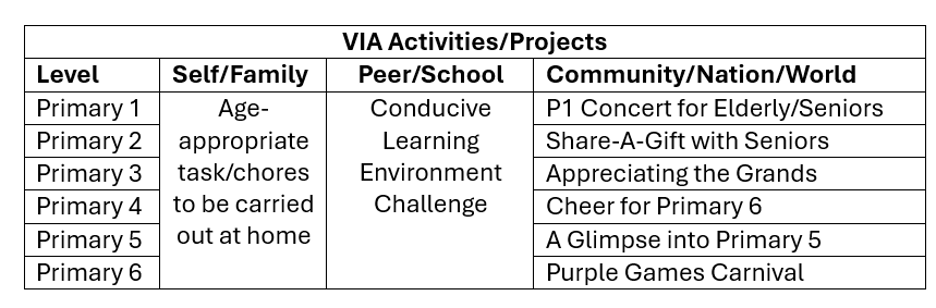 VIA Activities/Projects
Level Self/Family Peer/School Community/Nation/World
Primary 1 Age- Conducive P1 Concert for Elderly/Seniors
Primary 2 appropriate Learning Share-A-Gift with Seniors
Primary 3 task/chores Environment Appreciating the Grands
Primary 4 to be carried Challenge Cheer for Primary 6
Primary 5 out at home A Glimpse into Primary 5
Primary 6 Purple Games Carnival